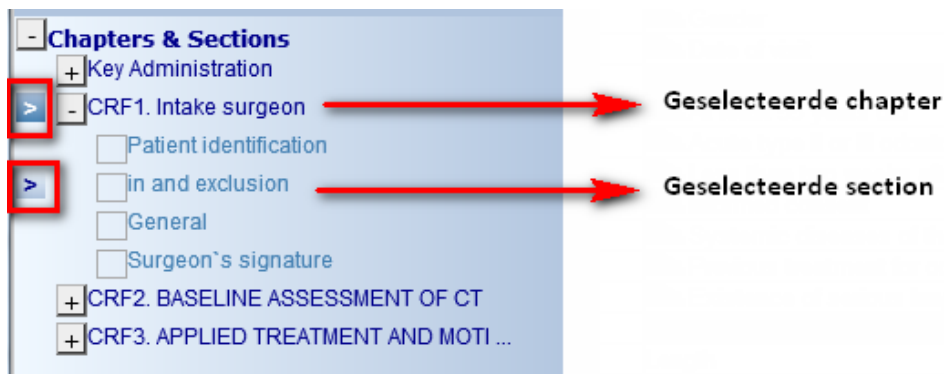 - Chapters & Sections
+ Key Administration
> - CRF1. Intake surgeon Geselecteerde chapter
Patient identification
> in and exclusion Geselecteerde section
General
Surgeon`s signature
+ CRF2. BASELINE ASSESSMENT OF CT
+ CRF3. APPLIED TREATMENT AND MOTI ...